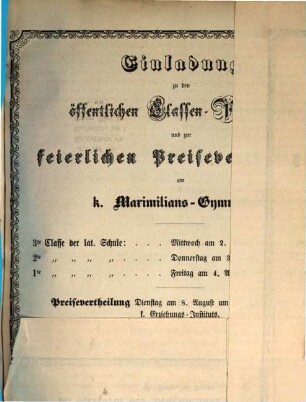 Einladung
zu den
öffentlichen Classen-
und zur
feierlichen Preiseve
am
k. Maximilians-Gymn
3te Classe der lat. Schule: . . . Mittwoch am 2.
2te „ „ „ „ . . . . Donnerstag am 3
1te „ „ „ „ . . . . Freitag am 4. A
Preisevertheilung Dienstag am 8. August um
k. Erziehungs-Instituts.